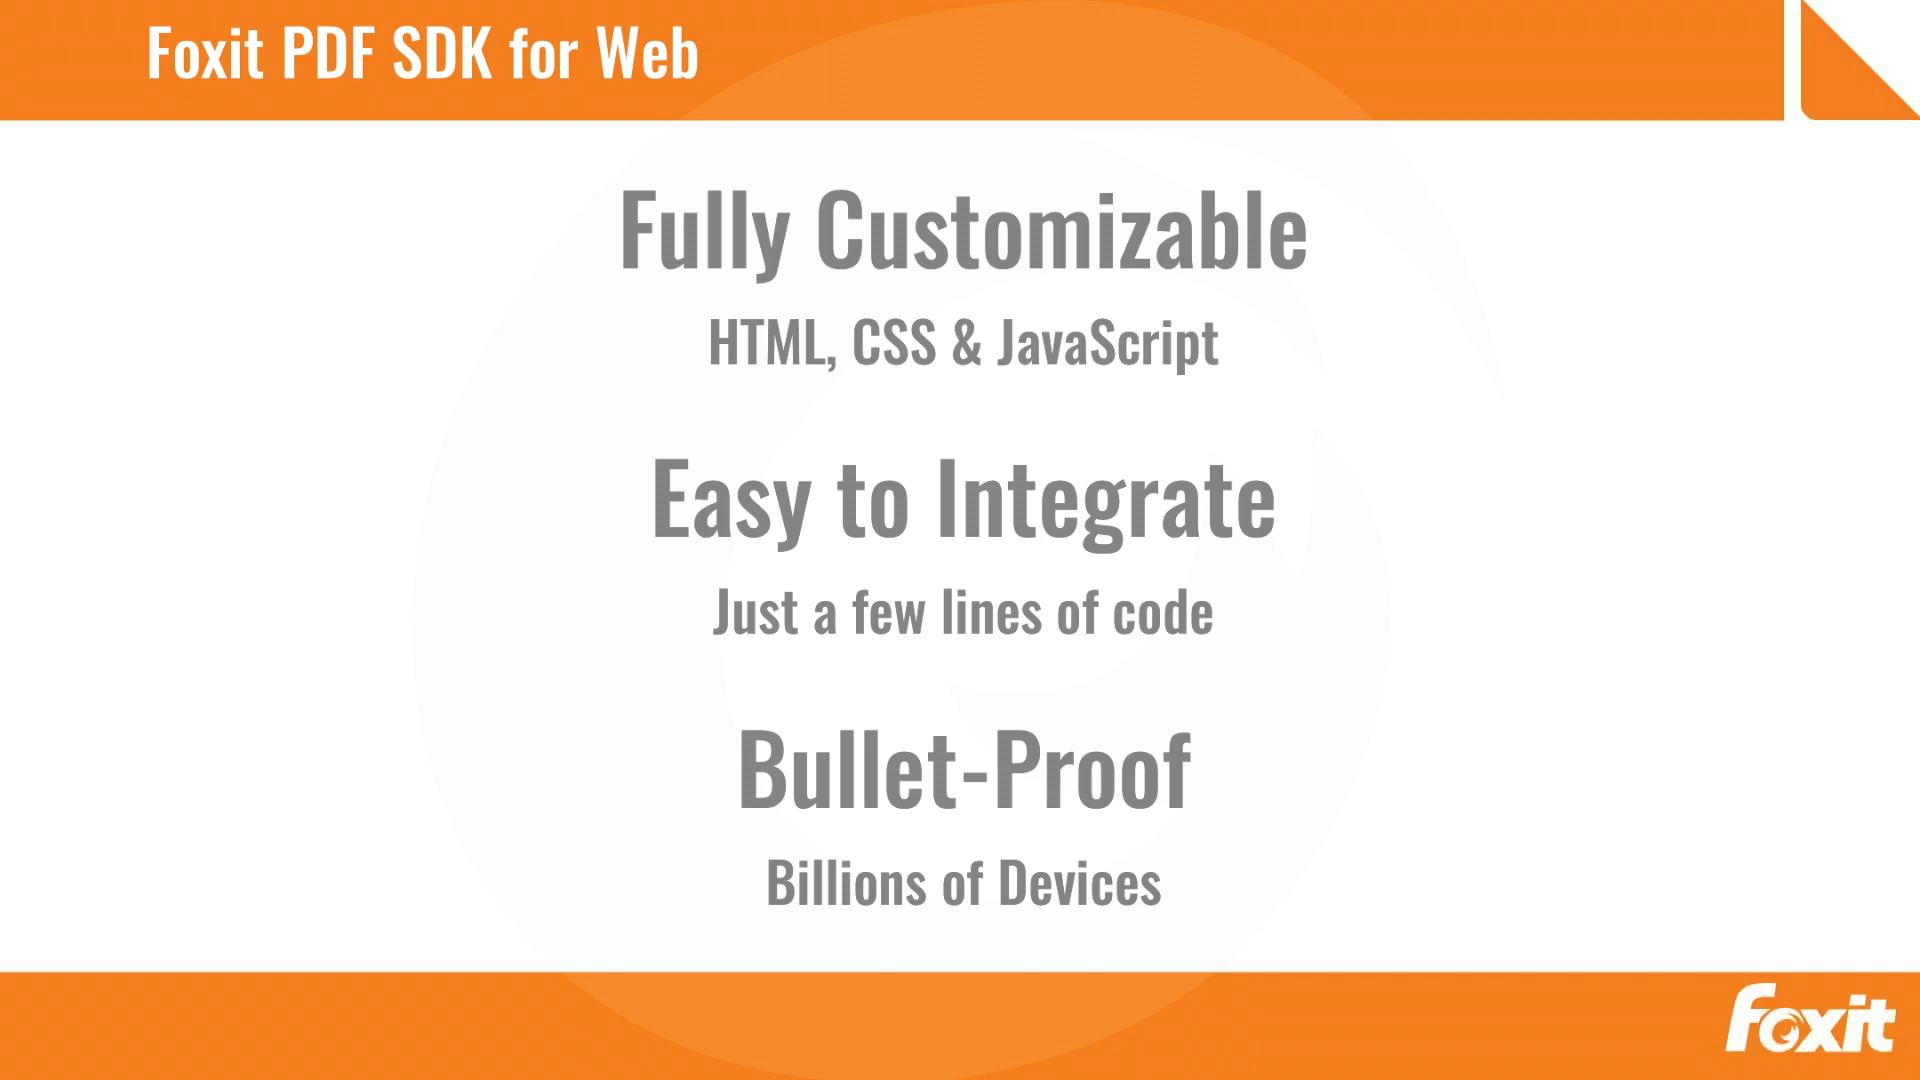 Foxit PDF SDK for Web
Fully Customizable
HTML, CSS & JavaScript
Easy to Integrate
Just a few lines of code
Bullet-Proof
Billions of Devices
Foxit